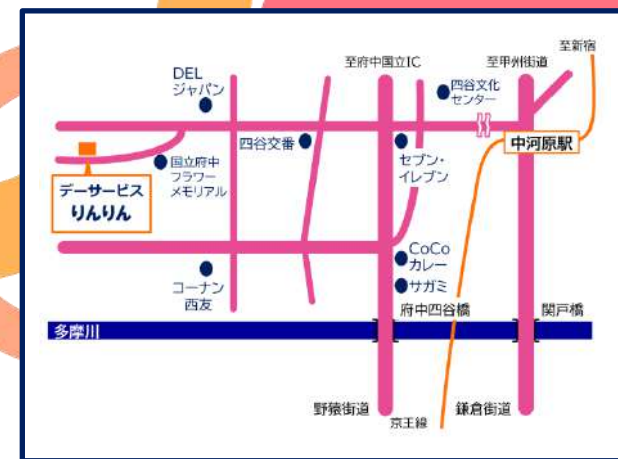 至新宿
至府中国立IC
至甲州街道
DEL
ジャパン
四谷文化
センター
四谷交番
中河原駅
国立府中
フラワー
メモリアル
セブン・
イレブン
デーサービス
りんりん
CoCo
カレー
コーナン
西友
サガミ
府中四谷橋
関戸橋
多摩川
野猿街道
鎌倉街道
京王線